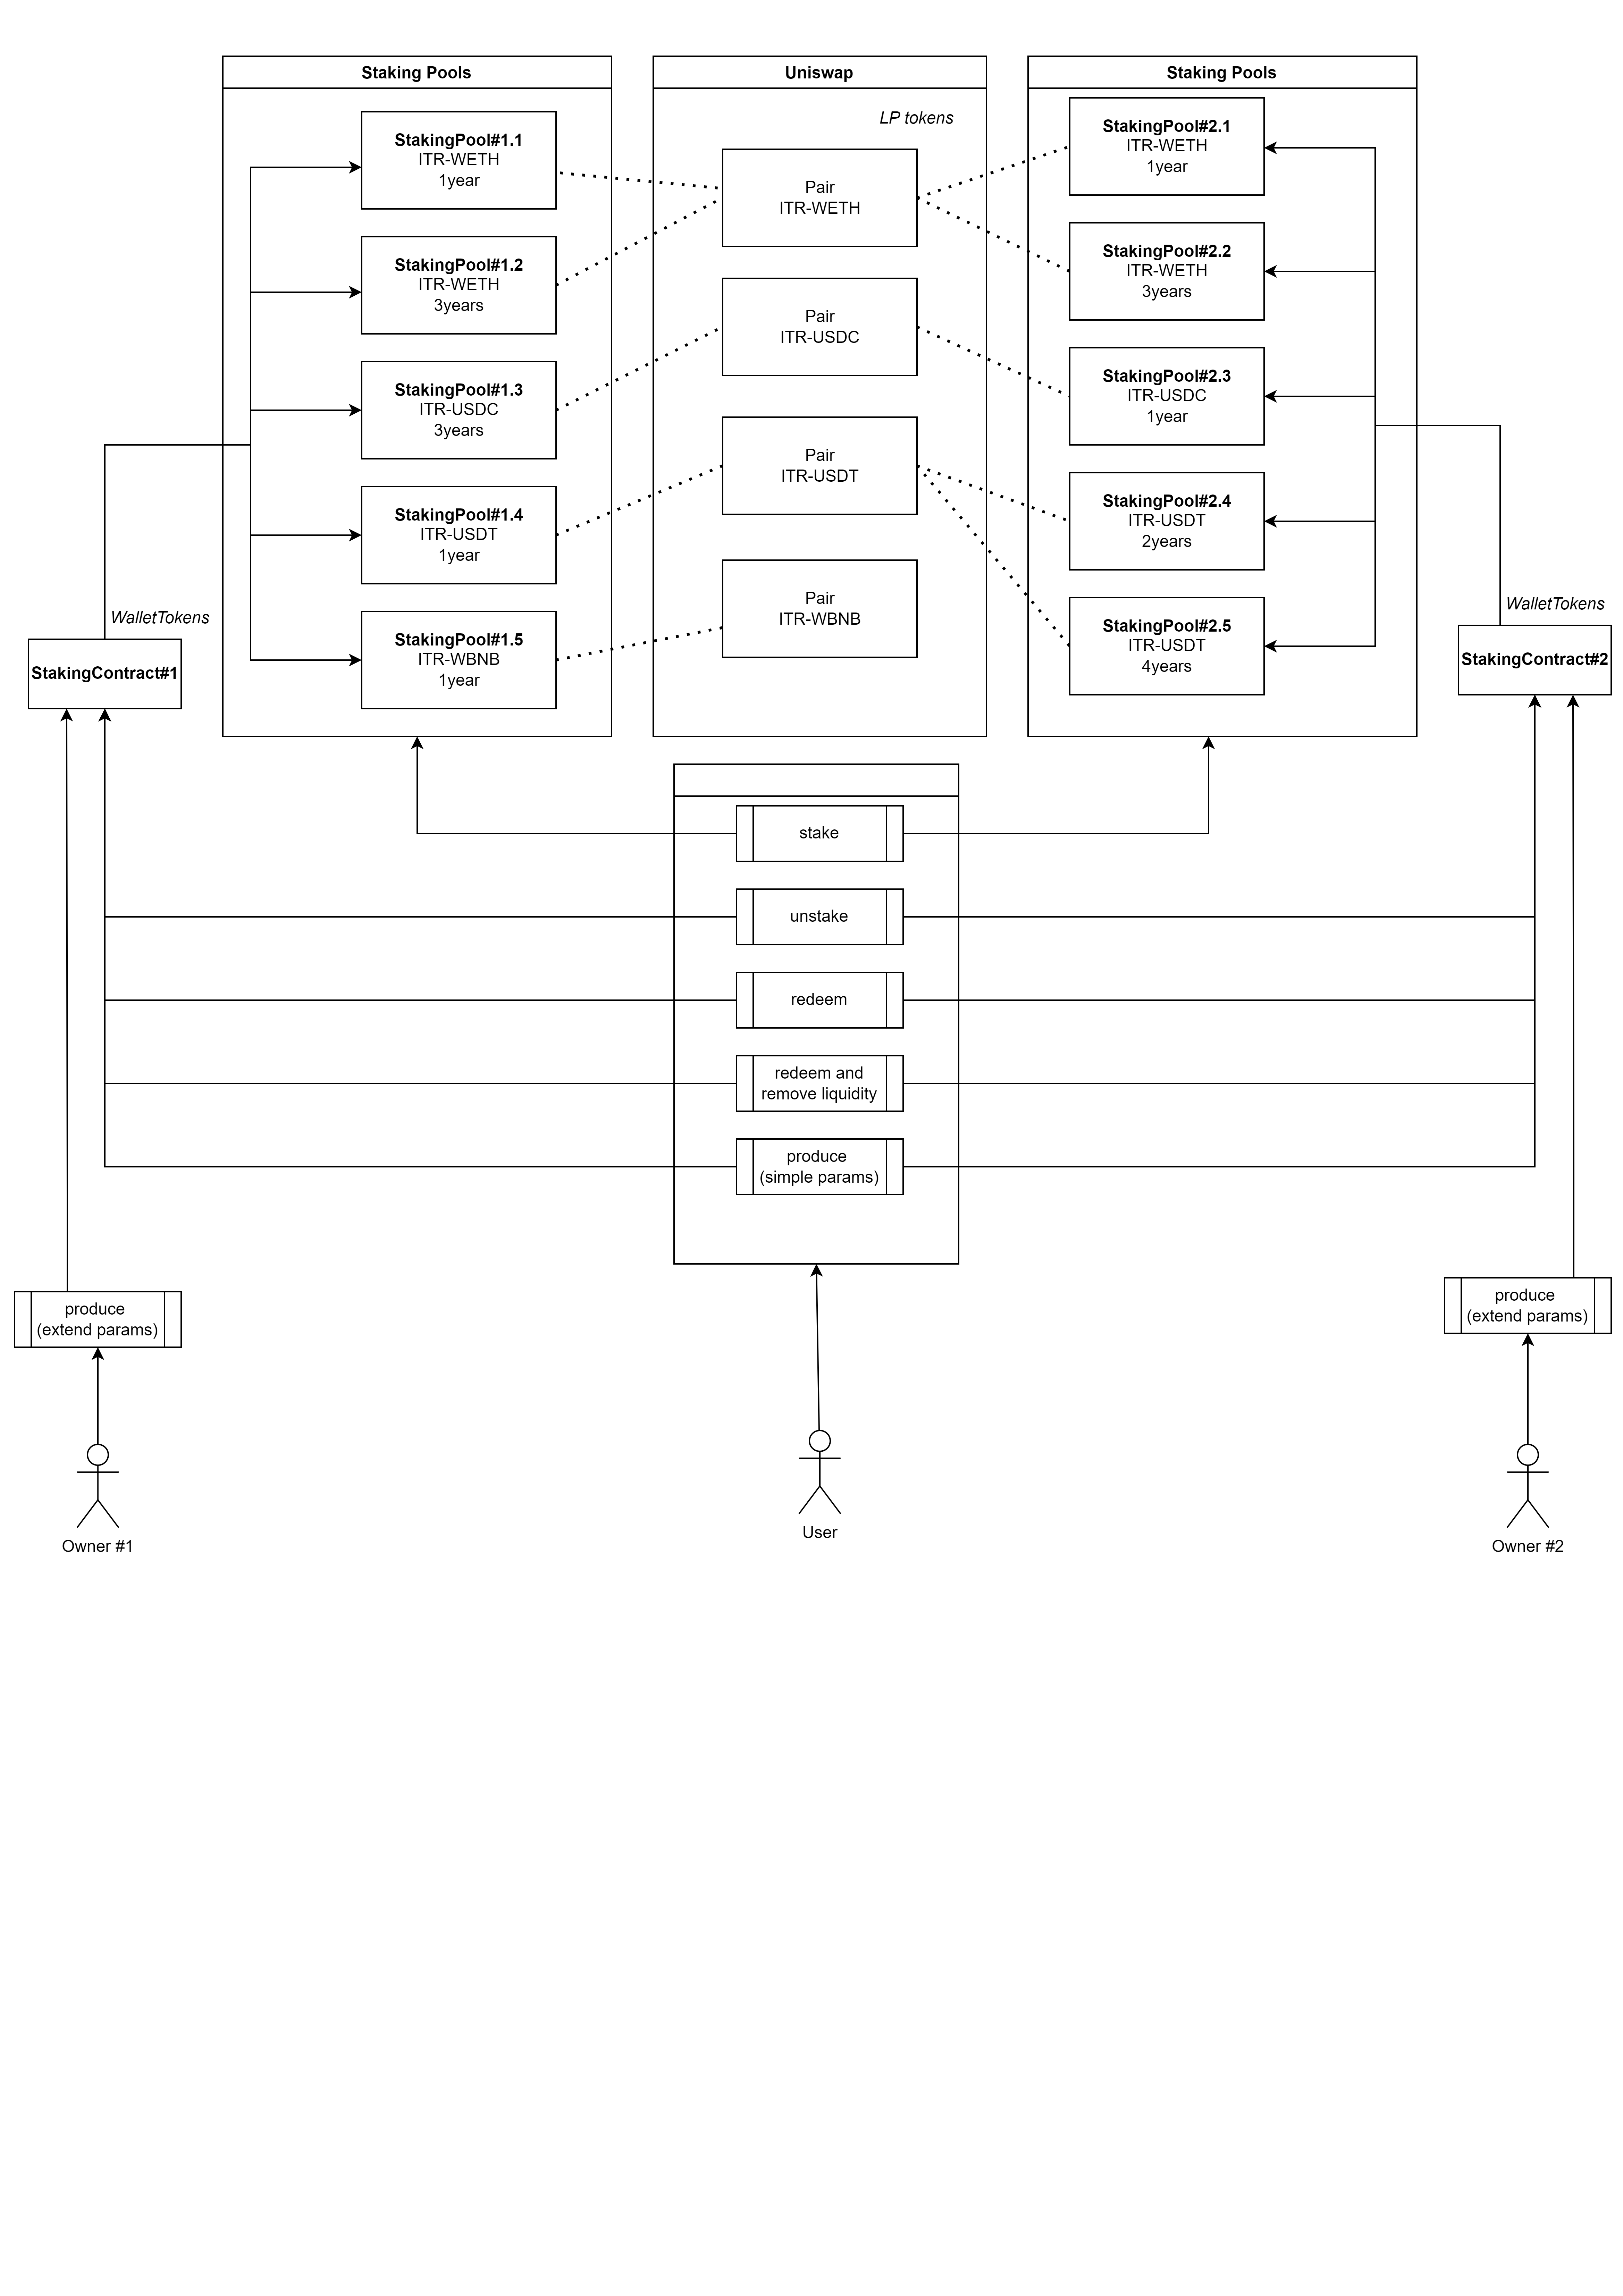 Staking Pools
StakingPool#1.1
ITR-WETH
1year
StakingPool#1.2
ITR-WETH
3years
StakingPool#1.3
ITR-USDC
3years
StakingPool#1.4
ITR-USDT
1year
StakingPool#1.5
ITR-WBNB
1year
Uniswap
LP tokens
Pair
ITR-WETH
Pair
ITR-USDC
Pair
ITR-USDT
Pair
ITR-WBNB
Staking Pools
StakingPool#2.1
ITR-WETH
1year
StakingPool#2.2
ITR-WETH
3years
StakingPool#2.3
ITR-USDC
1year
StakingPool#2.4
ITR-USDT
2years
StakingPool#2.5
ITR-USDT
4years
WalletTokens
StakingContract#1
WalletTokens
StakingContract#2
stake
unstake
redeem
redeem and
remove liquidity
produce
(simple params)
produce
(extend params)
produce
(extend params)
Owner #1
User
Owner #2